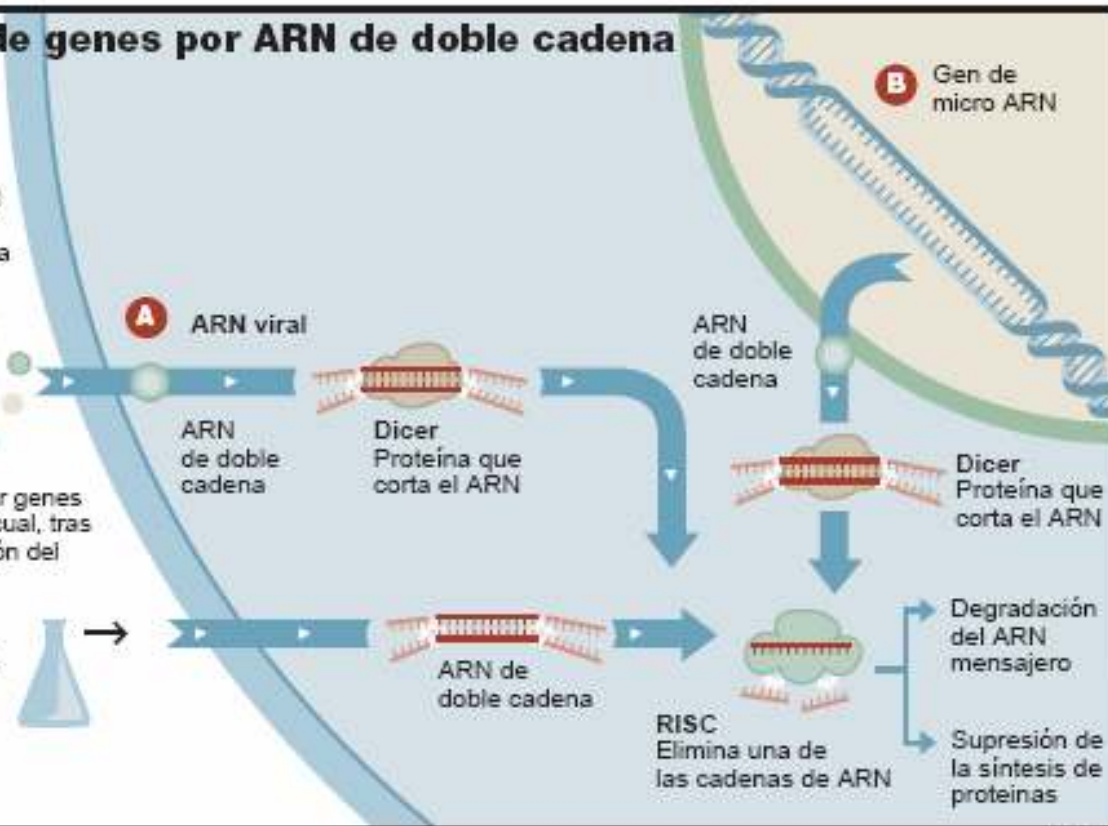 de genes por ARN de doble cadena
B
Gen de
micro ARN
a
A
ARN viral
ARN
de doble
cadena
ARN
de doble
cadena
Dicer
Proteína que
corta el ARN
Dicer
Proteína que
corta el ARN
r genes
cual, tras
ón del
ARN de
doble cadena
RISC
Elimina una de
las cadenas de ARN
Degradación
del ARN
mensajero
Supresión de
la síntesis de
proteinas